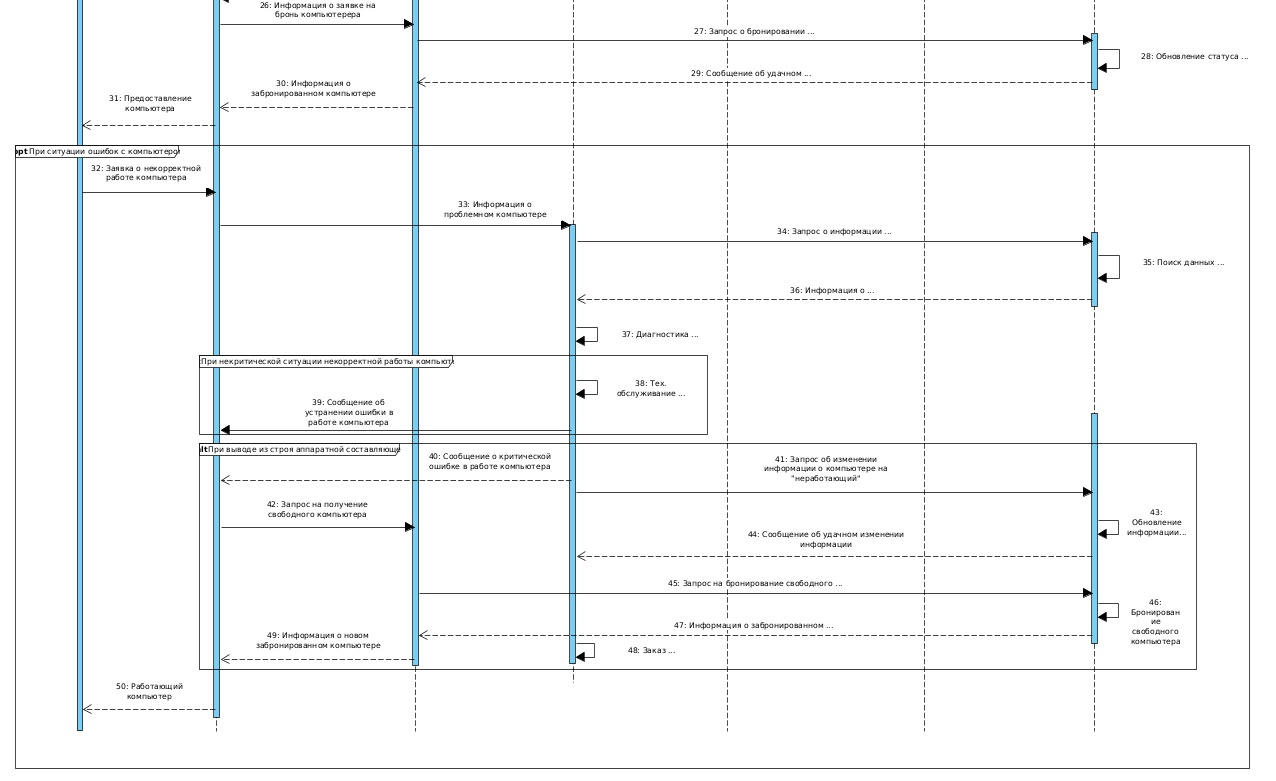 26: Информация о заявке на
бронь компьютерера
27: Запрос о бронировании ...
28: Обновление статуса ...
29: Сообщение об удачном ...
30: Информация о
забронированном компьютере
31: Предоставление
компьютера
opt При ситуации ошибок с компьютером
32: Заявка о некорректной
работе компьютера
33: Информация о
проблемном компьютере
34: Запрос о информации ...
35: Поиск данных ...
36: Информация о ...
37: Диагностика ...
При некритической ситуации некорректной работы компьют
38: Тех.
обслуживание ...
39: Сообщение об
устранении ошибки в
работе компьютера
lt При выводе из строя аппаратной составляюще
40: Сообщение о критической
ошибке в работе компьютера
41: Запрос об изменении
информации о компьютере на
"неработающий"
42: Запрос на получение
свободного компьютера
43:
Обновление
информации...
44: Сообщение об удачном изменении
информации
45: Запрос на бронирование свободного ...
46:
Бронирован
ие
свободного
компьютера
47: Информация о забронированном ...
48: Заказ ...
49: Информация о новом
забронированном компьютере
50: Работающий
компьютер